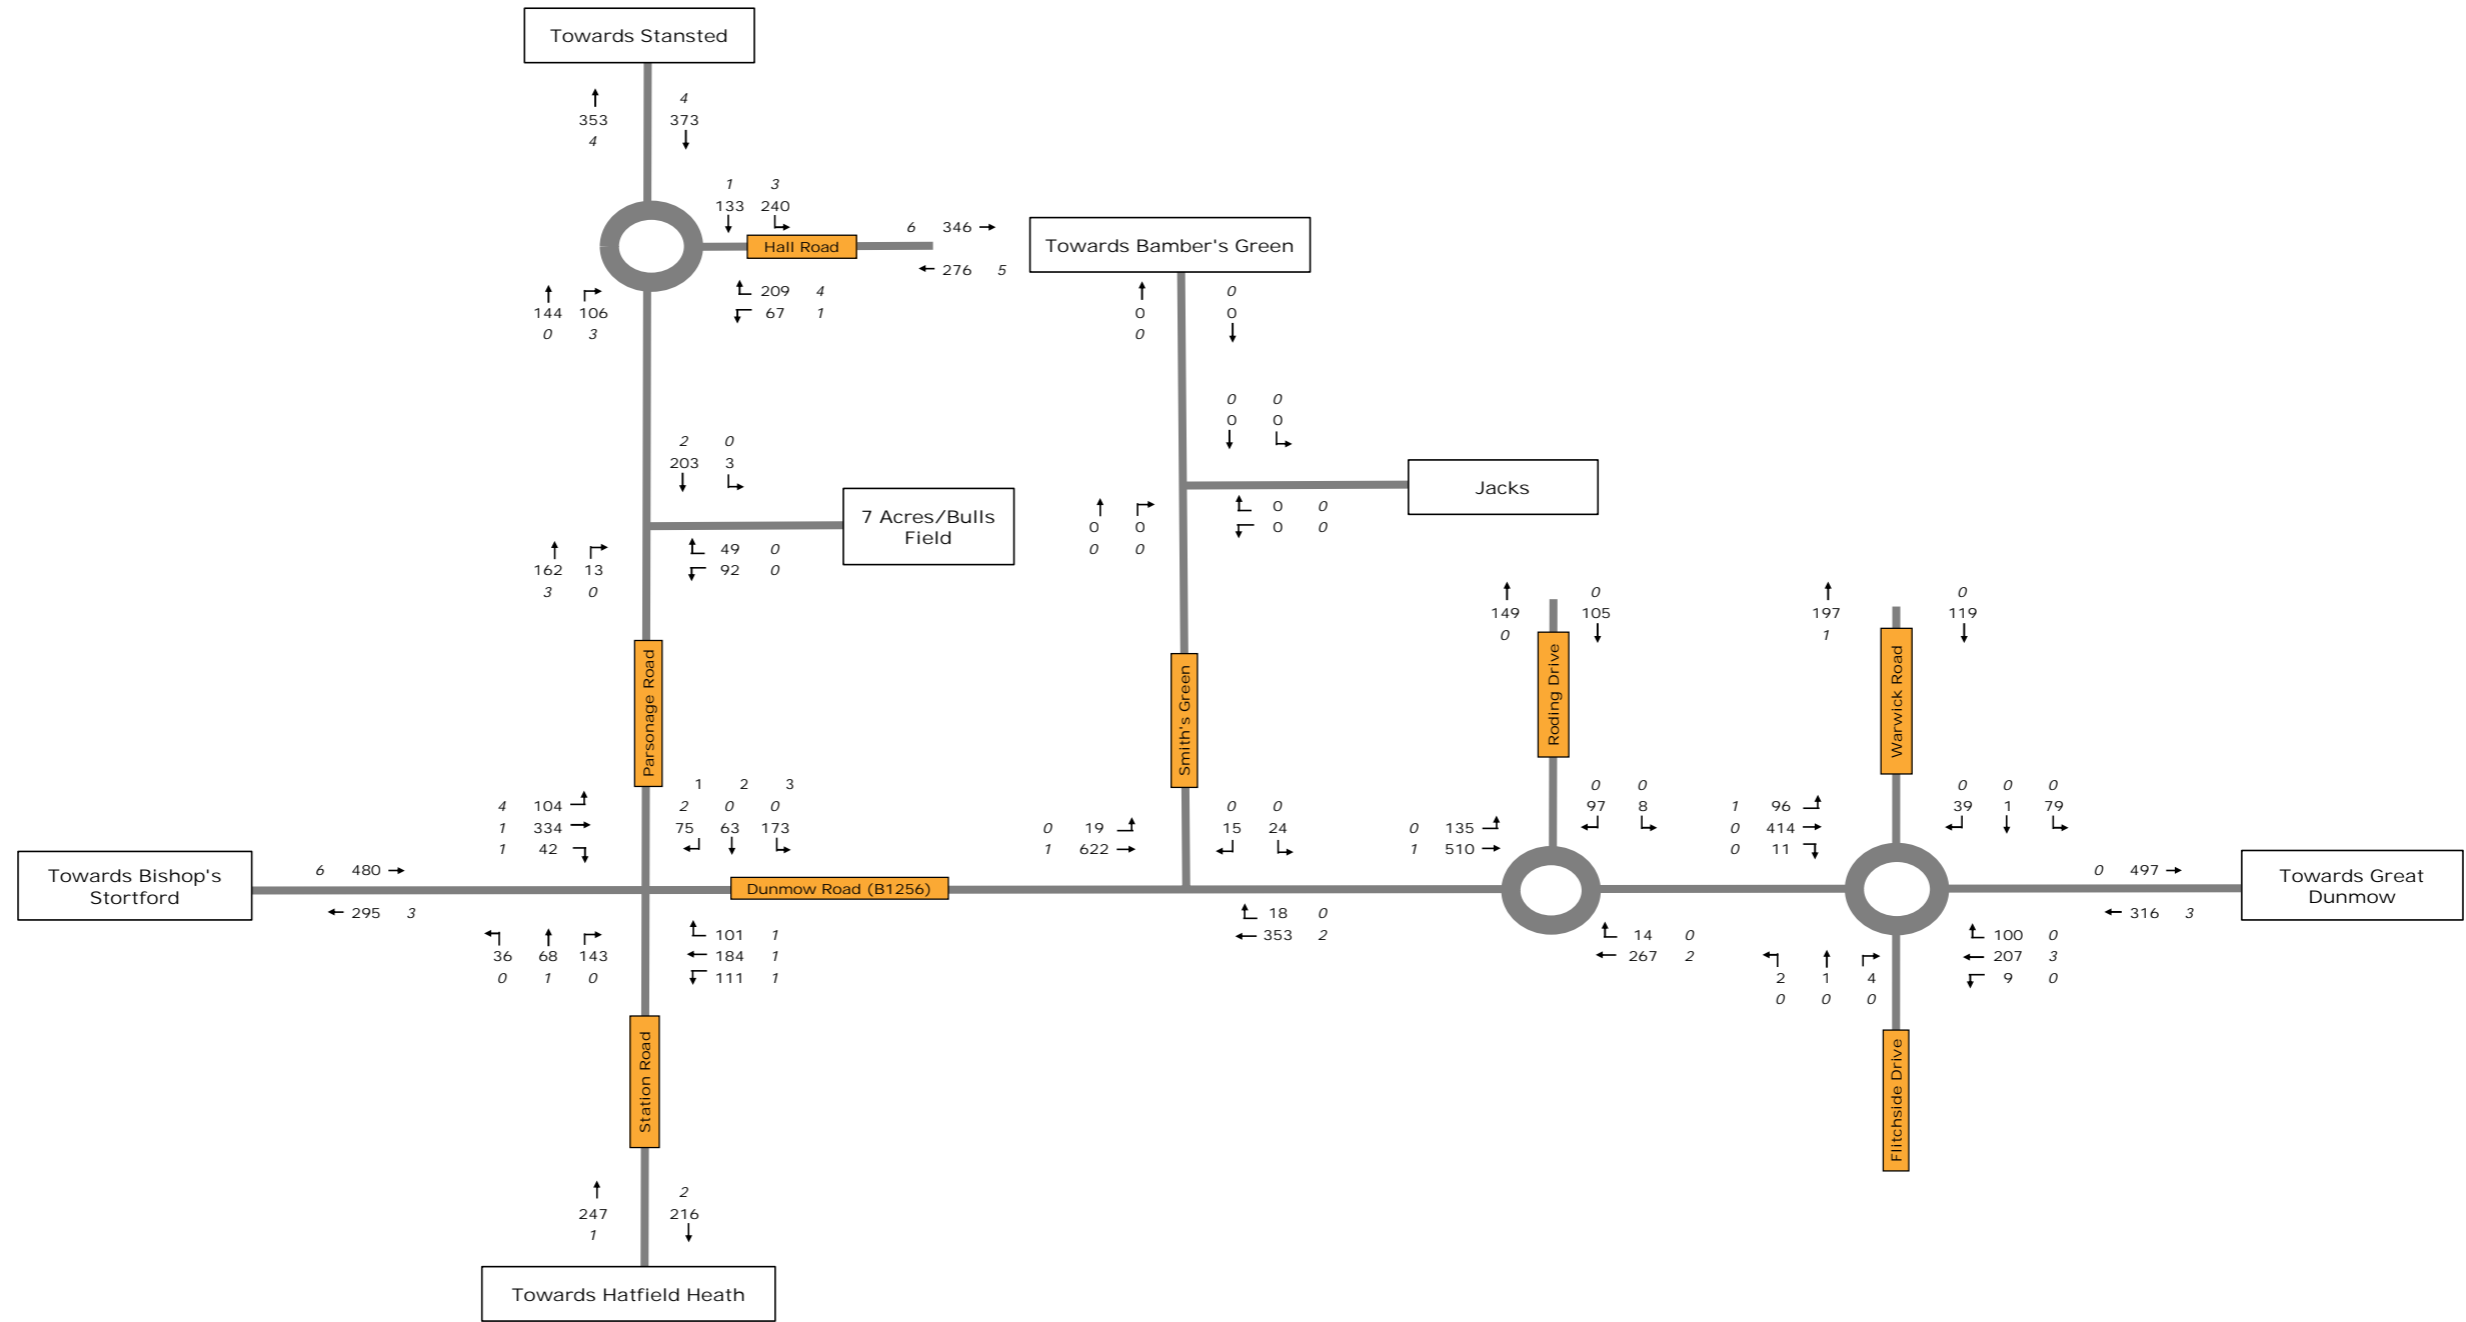 Towards Stansted
4
353 373
4
1 3
133 240
6 346
276 5
Towards Bamber's Green
Hall Road
209 4
67 1
144 106
0 3
0
0 0
0
0 0
0 0
2 0
203 3
Jacks
7 Acres/Bulls
Field
0 0
0 0
0 0
0 0
49 0
92 0
162 13
3 0
0
149 105
0
0
197 119
1
Parsonage Road
Smith's Green
Roding Drive
Warwick Road
1 2 3
4 104
1 334
1 42
2 0 0
75 63 173
0 19
1 622
0 0
15 24
0 135
1 510
0 0
97 8
1 96
0 414
0 11
0 0 0
39 1 79
Towards Bishop's
Stortford
6 480
295 3
Dunmow Road (B1256)
0 497
316 3
Towards Great
Dunmow
36 68 143
0 1 0
101 1
184 1
111 1
18 0
353 2
14 0
267 2
2 1 4
0 0 0
100 0
207 3
9 0
Station Road
Flitchside Drive
2
247 216
1
Towards Hatfield Heath